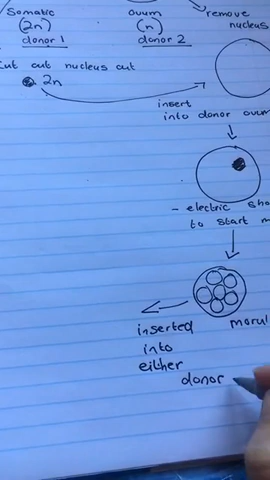 Somatic ovum remove
(2n) (n) nucleus
donor 1 donor 2
cut out nucleus out
2n
insert
into donor ovum
- electric sho
to start m
inserted morul
into
either
donor